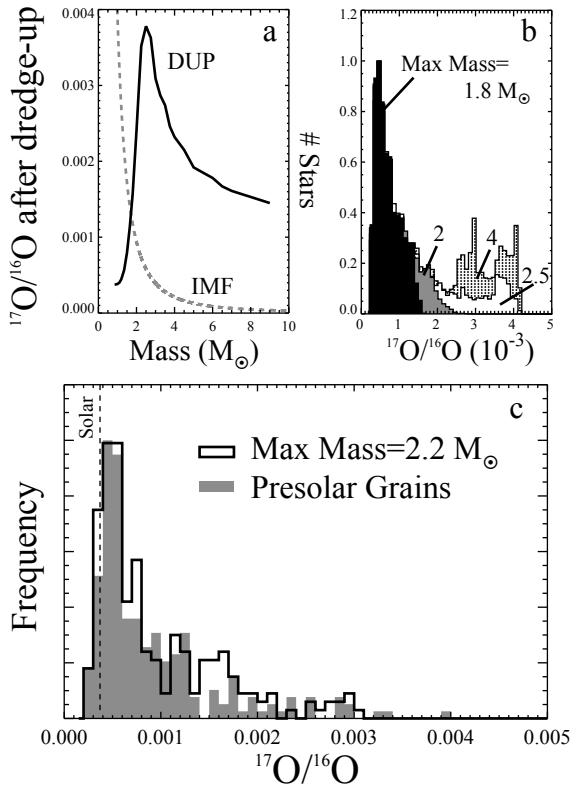 a
DUP
IMF
0.004
0.003
0.002
0.001
0.000
0 2 4 6 8 10
Mass (M☉)
¹⁷O/¹⁶O after dredge-up
b
Max Mass=
1.8 M☉
2
4
2.5
1.0
0.8
0.6
0.4
0.2
0.0
0 1 2 3 4 5
¹⁷O/¹⁶O (10⁻³)
# Stars
c
Solar
Max Mass=2.2 M☉
Presolar Grains
Frequency
0.000 0.001 0.002 0.003 0.004 0.005
¹⁷O/¹⁶O